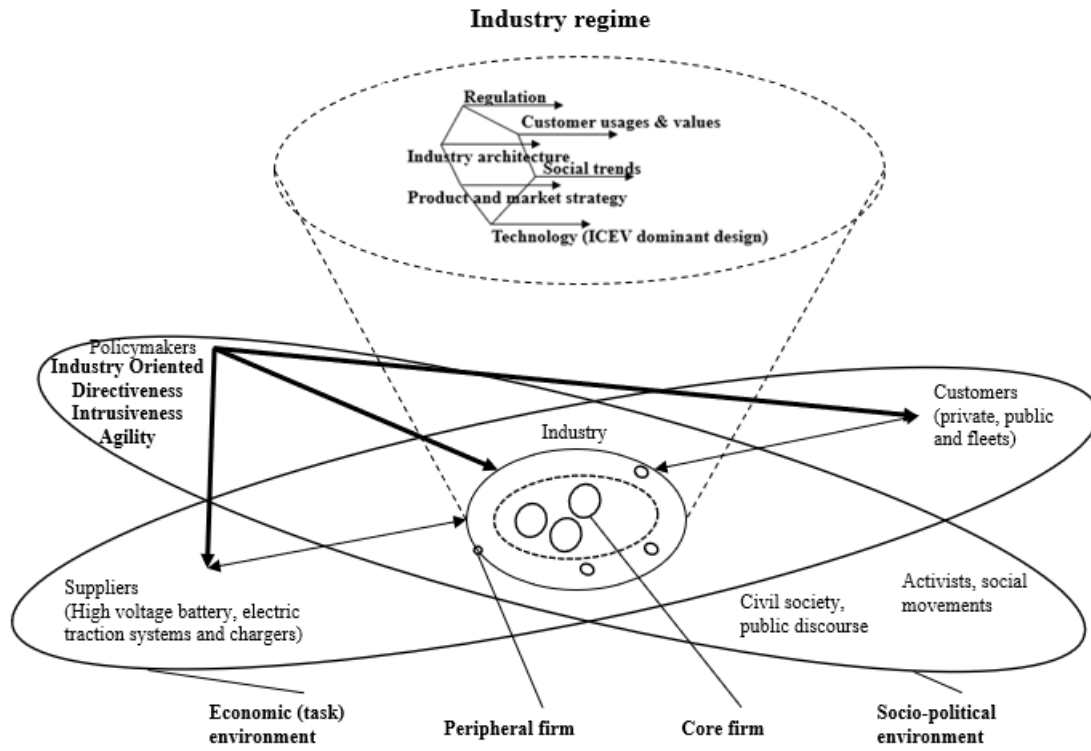 Industry regime
Regulation
Customer usages & values
Industry architecture
Social trends
Product and market strategy
Technology (ICEV dominant design)
Policymakers
Industry Oriented
Directiveness
Intrusiveness
Agility
Customers
(private, public
and fleets)
Industry
Suppliers
(High voltage battery, electric
traction systems and chargers)
Civil society,
public discourse
Activists, social
movements
Economic (task)
environment
Peripheral firm
Core firm
Socio-political
environment